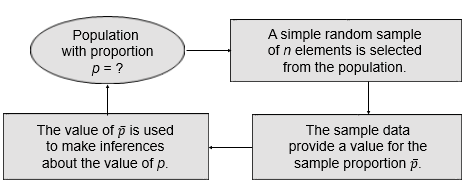 Population
with proportion
p = ?
A simple random sample
of n elements is selected
from the population.
The sample data
provide a value for the
sample proportion p̄.
The value of p̄ is used
to make inferences
about the value of p.